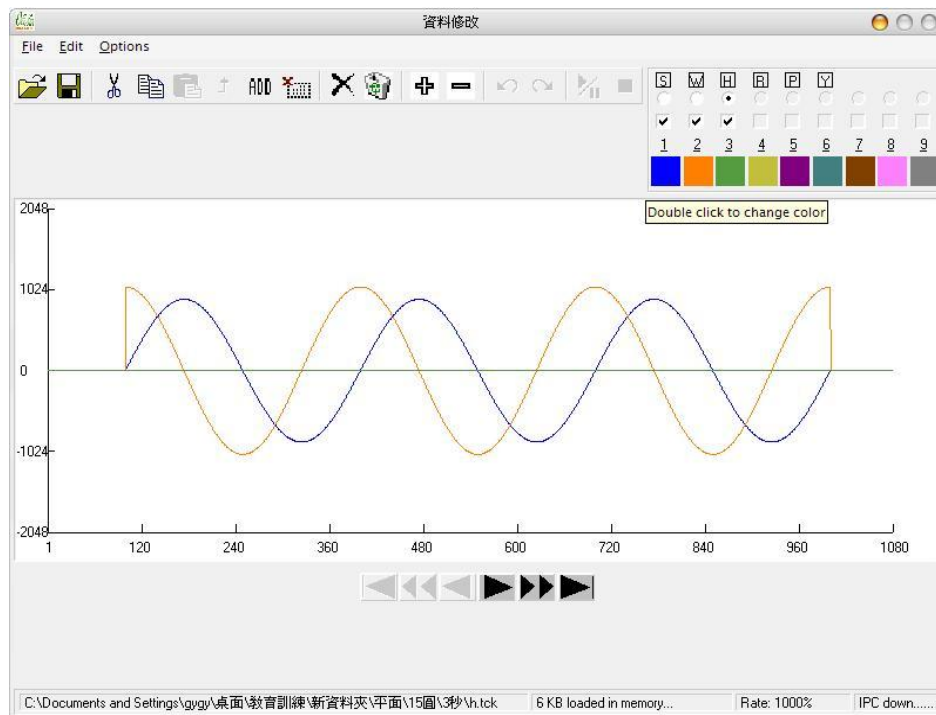 資料修改
File Edit Options
ADD
S W H R P Y
1 2 3 4 5 6 7 8 9
Double click to change color
2048
1024
0
-1024
-2048
1 120 240 360 480 600 720 840 960 1080
C:\Documents and Settings\gygy\桌面\教育訓練\新資料夾\平面\15圓\3秒\h.tck 6 KB loaded in memory... Rate: 1000% IPC down......